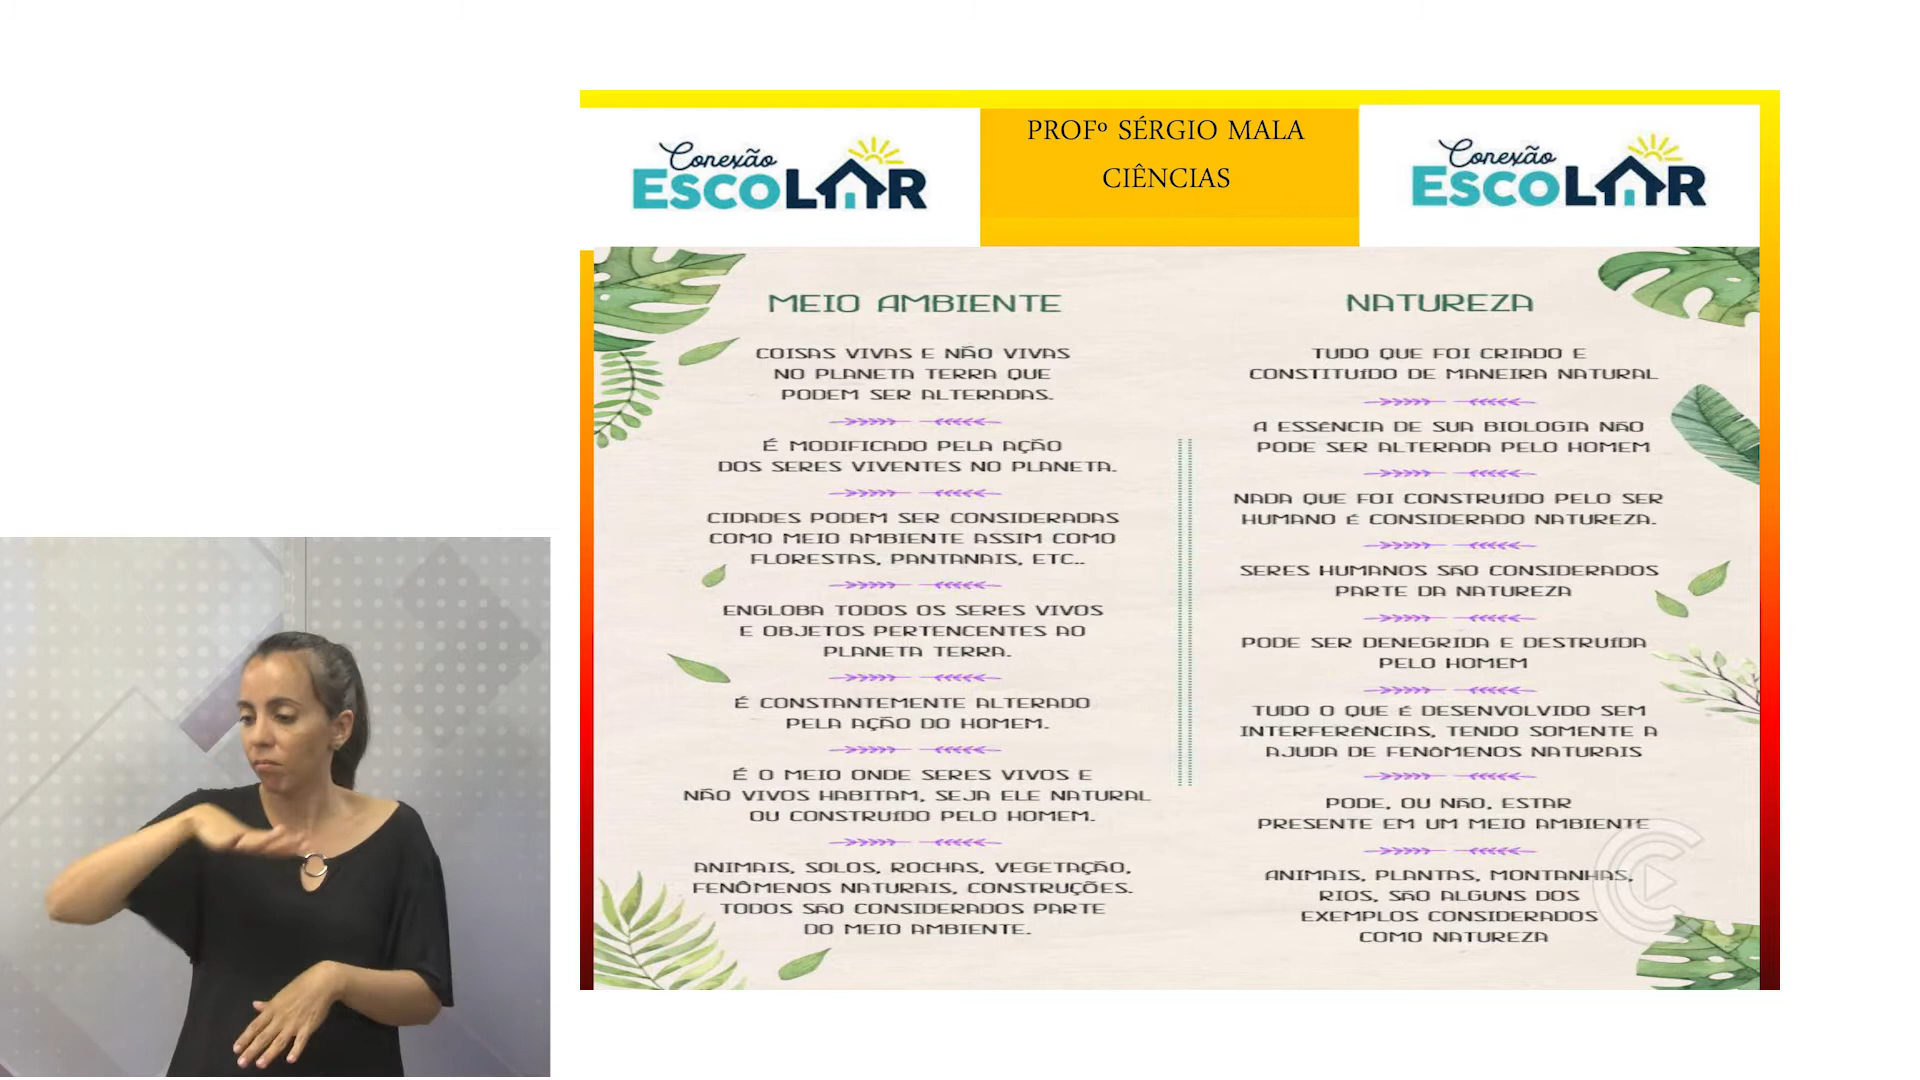 Conexão
ESCOLAR
PROFº SÉRGIO MALA
CIÊNCIAS
Conexão
ESCOLAR
MEIO AMBIENTE
COISAS VIVAS E NÃO VIVAS
NO PLANETA TERRA QUE
PODEM SER ALTERADAS.
É MODIFICADO PELA AÇÃO
DOS SERES VIVENTES NO PLANETA.
CIDADES PODEM SER CONSIDERADAS
COMO MEIO AMBIENTE ASSIM COMO
FLORESTAS, PANTANAIS, ETC..
ENGLOBA TODOS OS SERES VIVOS
E OBJETOS PERTENCENTES AO
PLANETA TERRA.
É CONSTANTEMENTE ALTERADO
PELA AÇÃO DO HOMEM.
É O MEIO ONDE SERES VIVOS E
NÃO VIVOS HABITAM, SEJA ELE NATURAL
OU CONSTRUÍDO PELO HOMEM.
ANIMAIS, SOLOS, ROCHAS, VEGETAÇÃO,
FENÔMENOS NATURAIS, CONSTRUÇÕES.
TODOS SÃO CONSIDERADOS PARTE
DO MEIO AMBIENTE.
NATUREZA
TUDO QUE FOI CRIADO E
CONSTITUÍDO DE MANEIRA NATURAL
A ESSÊNCIA DE SUA BIOLOGIA NÃO
PODE SER ALTERADA PELO HOMEM
NADA QUE FOI CONSTRUÍDO PELO SER
HUMANO É CONSIDERADO NATUREZA.
SERES HUMANOS SÃO CONSIDERADOS
PARTE DA NATUREZA
PODE SER DENEGRIDA E DESTRUÍDA
PELO HOMEM
TUDO O QUE É DESENVOLVIDO SEM
INTERFERÊNCIAS, TENDO SOMENTE A
AJUDA DE FENÔMENOS NATURAIS
PODE, OU NÃO, ESTAR
PRESENTE EM UM MEIO AMBIENTE
ANIMAIS, PLANTAS, MONTANHAS,
RIOS, SÃO ALGUNS DOS
EXEMPLOS CONSIDERADOS
COMO NATUREZA